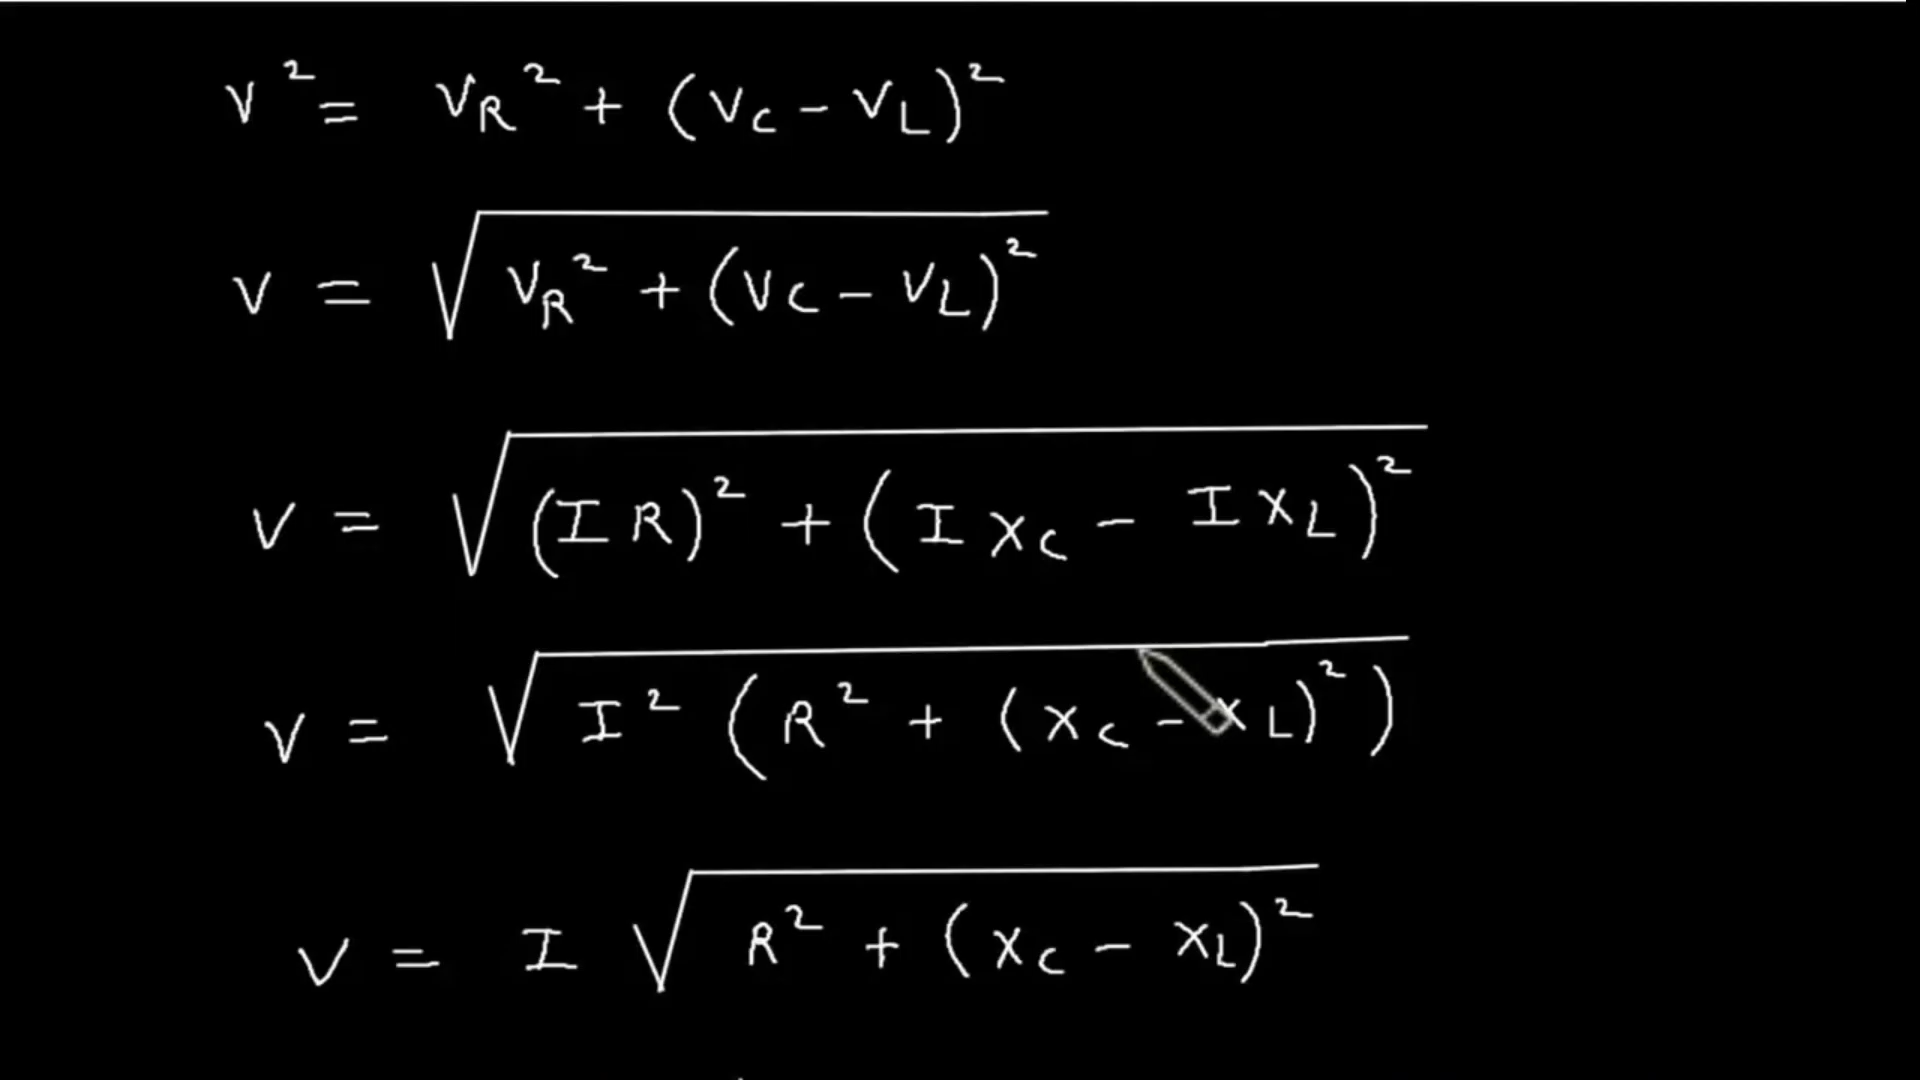 V² = V_R² + (V_C - V_L)²
V = √(V_R² + (V_C - V_L)²)
V = √((IR)² + (IX_C - IX_L)²)
V = √(I² (R² + (X_C - X_L)²))
V = I √(R² + (X_C - X_L)²)